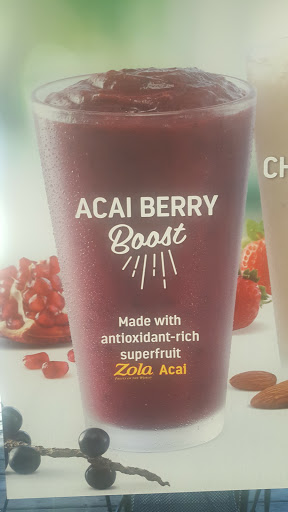 ACAI BERRY
Boost
CH
Made with
antioxidant-rich
superfruit
Zola Acai